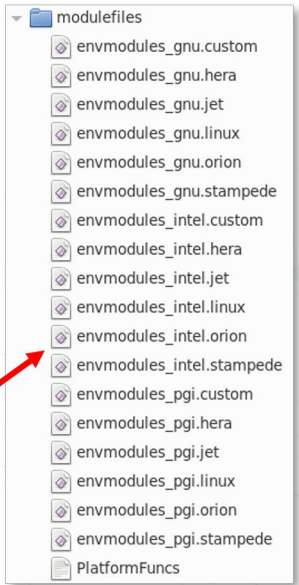 modulefiles
envmodules_gnu.custom
envmodules_gnu.hera
envmodules_gnu.jet
envmodules_gnu.linux
envmodules_gnu.orion
envmodules_gnu.stampede
envmodules_intel.custom
envmodules_intel.hera
envmodules_intel.jet
envmodules_intel.linux
envmodules_intel.orion
envmodules_intel.stampede
envmodules_pgi.custom
envmodules_pgi.hera
envmodules_pgi.jet
envmodules_pgi.linux
envmodules_pgi.orion
envmodules_pgi.stampede
PlatformFuncs